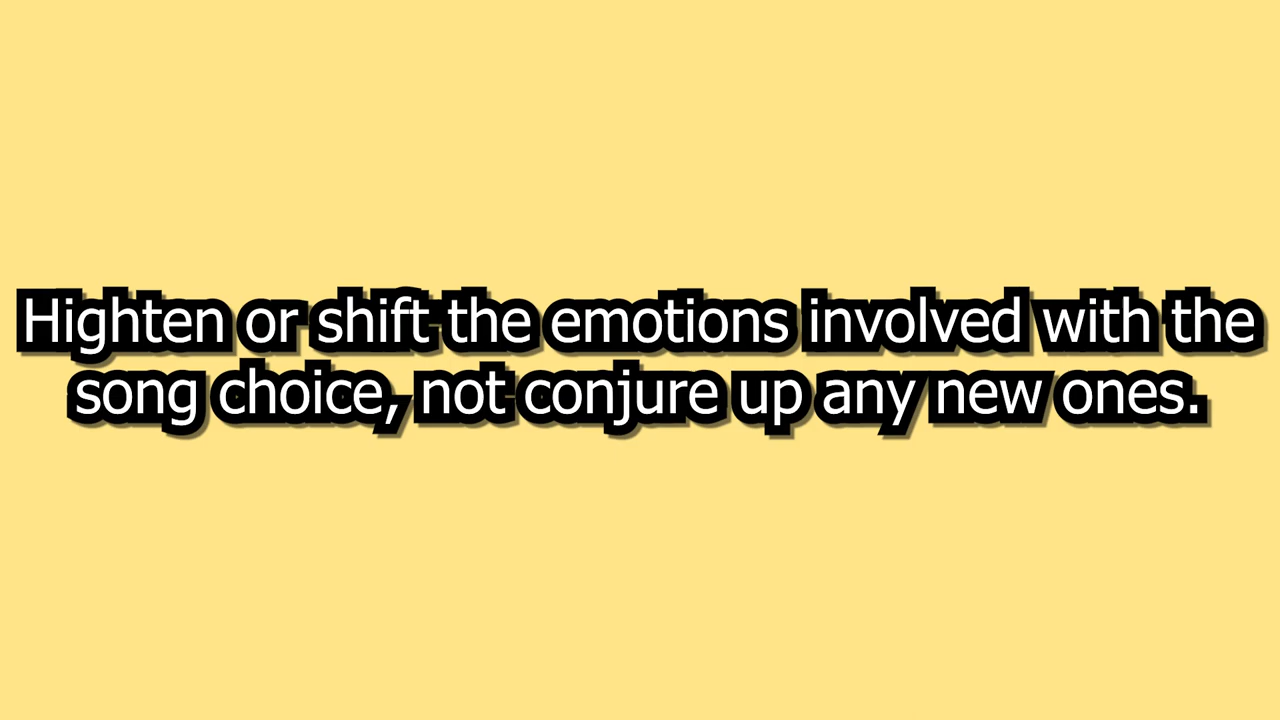 Highten or shift the emotions involved with the
song choice, not conjure up any new ones.